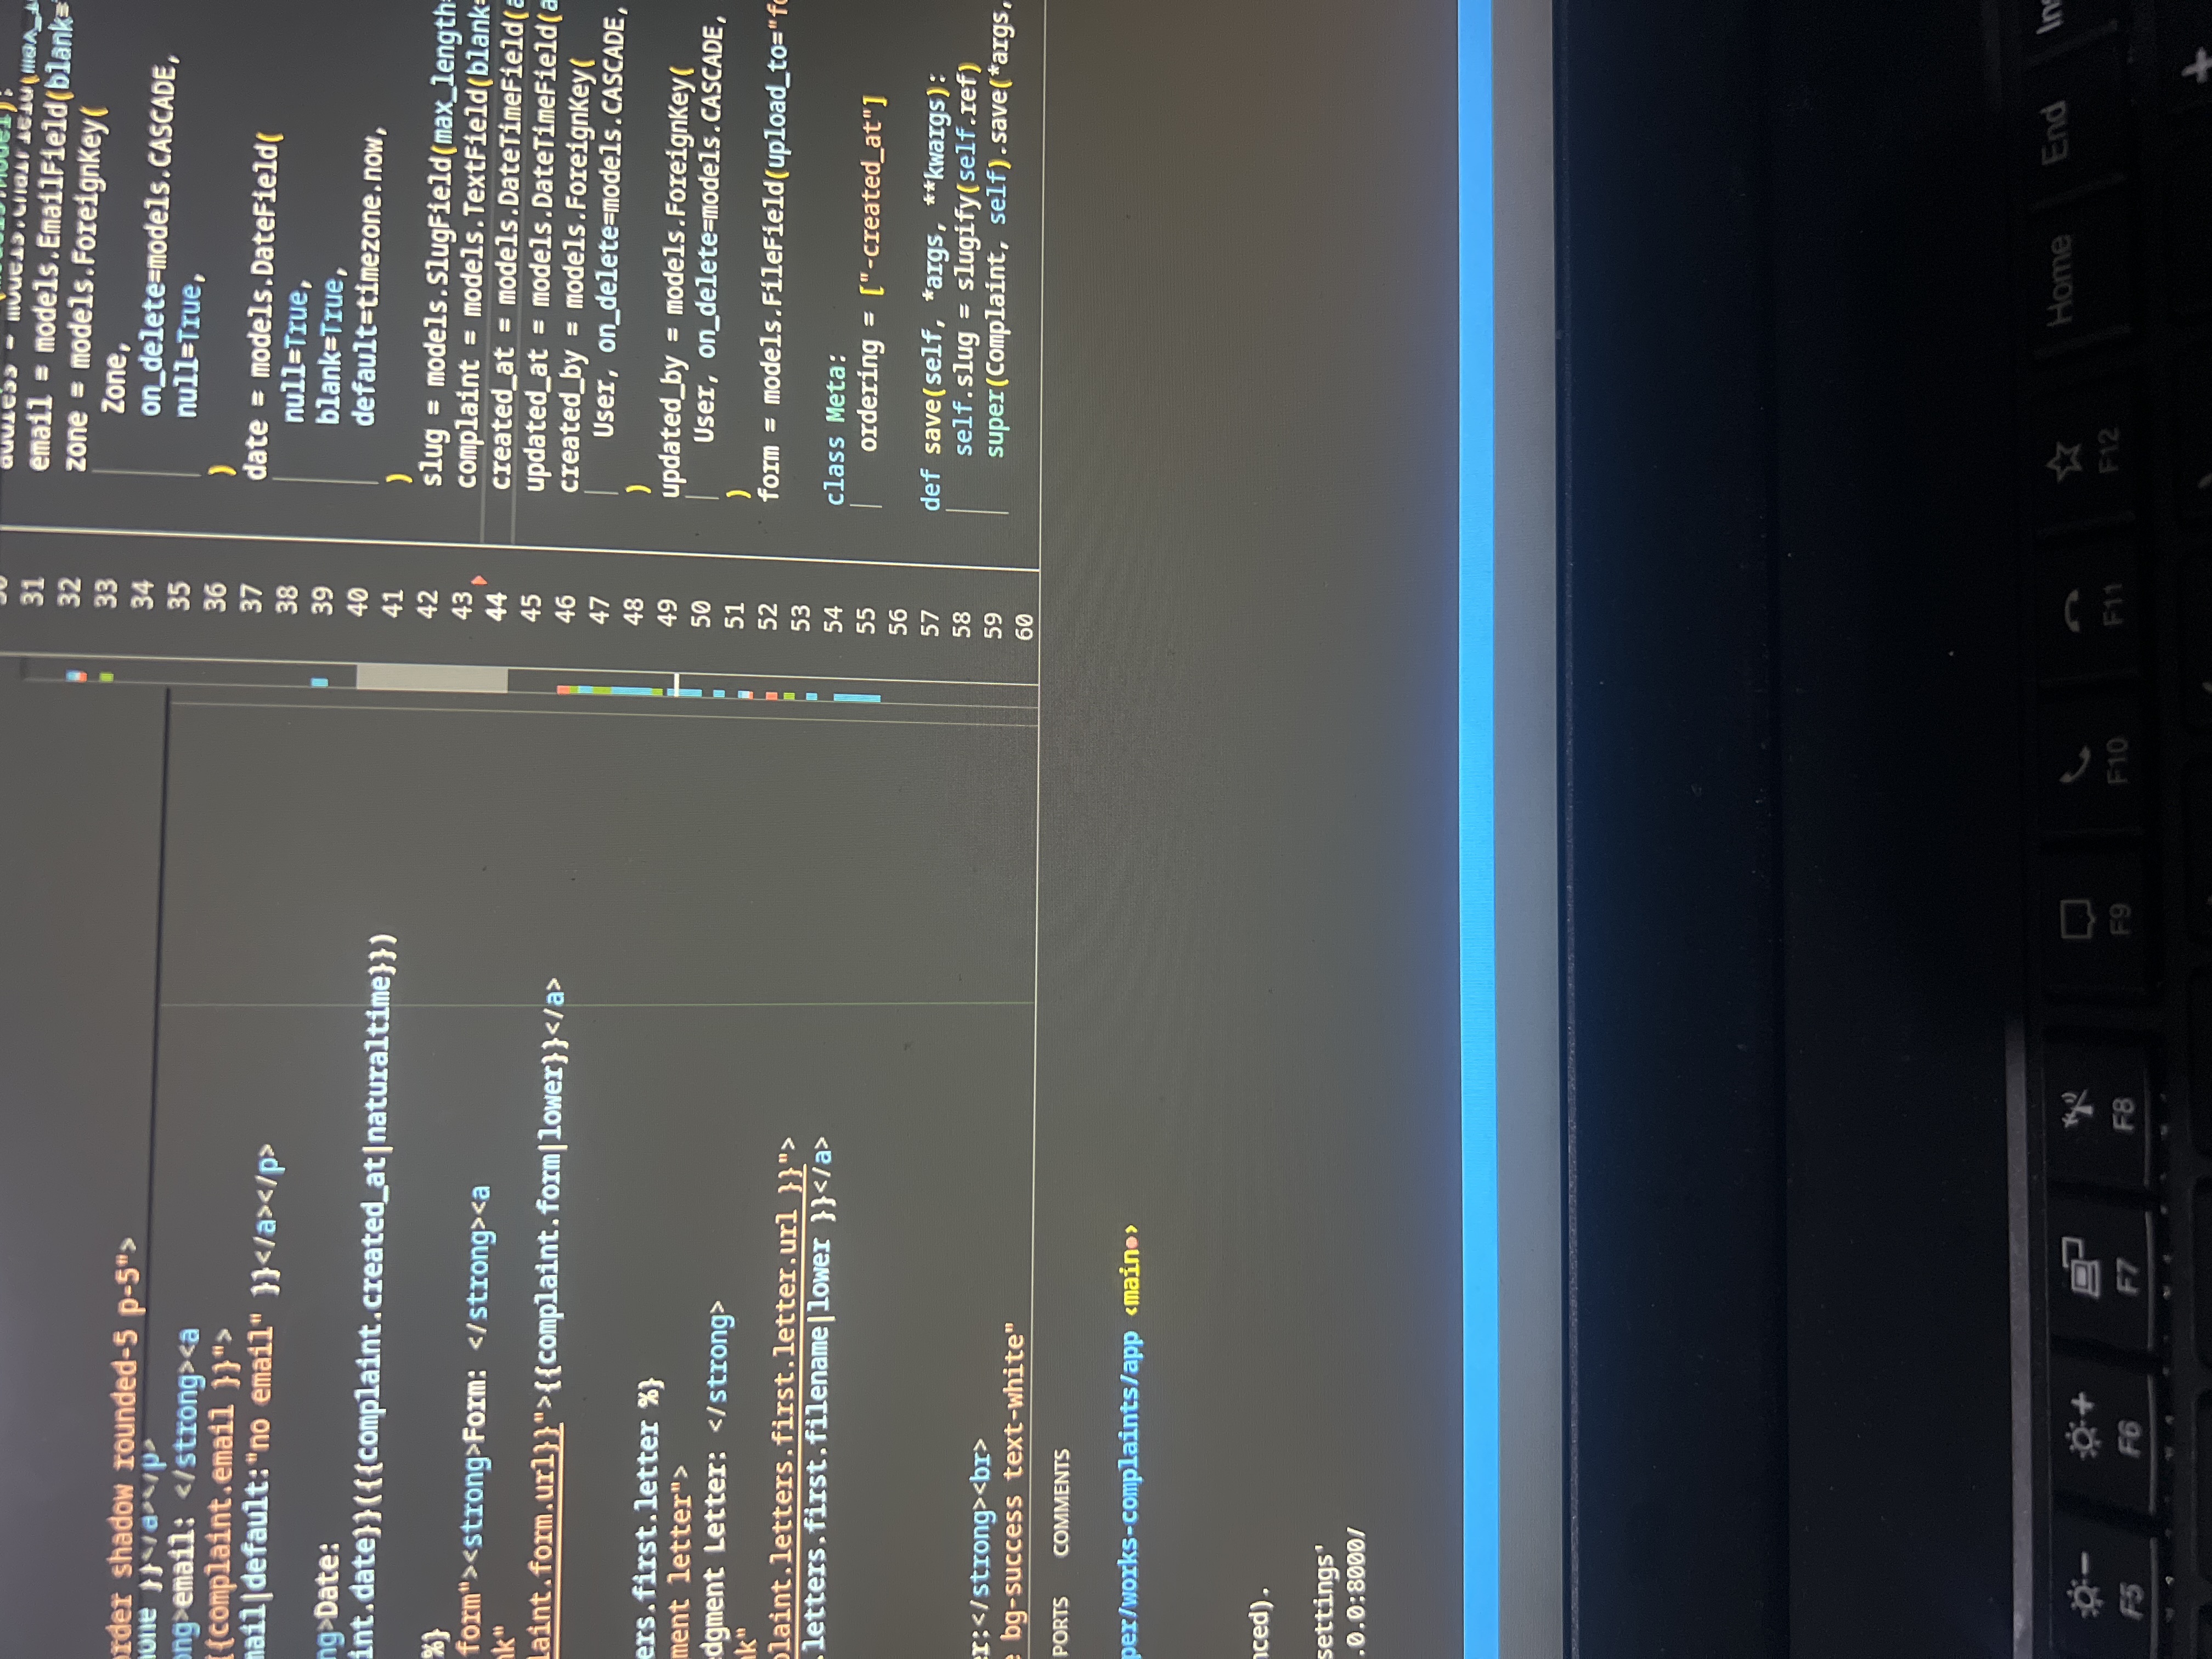 rder shadow rounded-5 p-5">
}}</a></p>
ong>email: </strong><a
{{complaint.email }}">
mail|default:"no email" }}</a></p>
ng>Date:
int.date}}({{complaint.created_at|naturaltime}})
%}
form"><strong>Form: </strong><a
nk"
laint.form.url}}">{{complaint.form|lower}}</a>
ers.first.letter %}
ment letter">
edgment Letter: </strong>
nk"
plaint.letters.first.letter.url }}">
.letters.first.filename|lower }}</a>
er:</strong><br>
e bg-success text-white"
31 email = models.EmailField(blank=
32 zone = models.ForeignKey(
33 Zone,
34 on_delete=models.CASCADE,
35 null=True,
36 )
37 date = models.DateField(
38 null=True,
39 blank=True,
40 default=timezone.now,
41 )
42 slug = models.SlugField(max_length=
43 complaint = models.TextField(blank=
44 created_at = models.DateTimeField(a
45 updated_at = models.DateTimeField(a
46 created_by = models.ForeignKey(
47 User, on_delete=models.CASCADE,
48 )
49 updated_by = models.ForeignKey(
50 User, on_delete=models.CASCADE,
51 )
52 form = models.FileField(upload_to="fo
53
54 class Meta:
55 ordering = ["-created_at"]
56
57 def save(self, *args, **kwargs):
58 self.slug = slugify(self.ref)
59 super(Complaint, self).save(*args,
60
PORTS COMMENTS
per/works-complaints/app <main●>
nced).
settings'
.0.0:8000/
F5 F6 F7 F8 F9 F10 F11 F12 Home End Ins